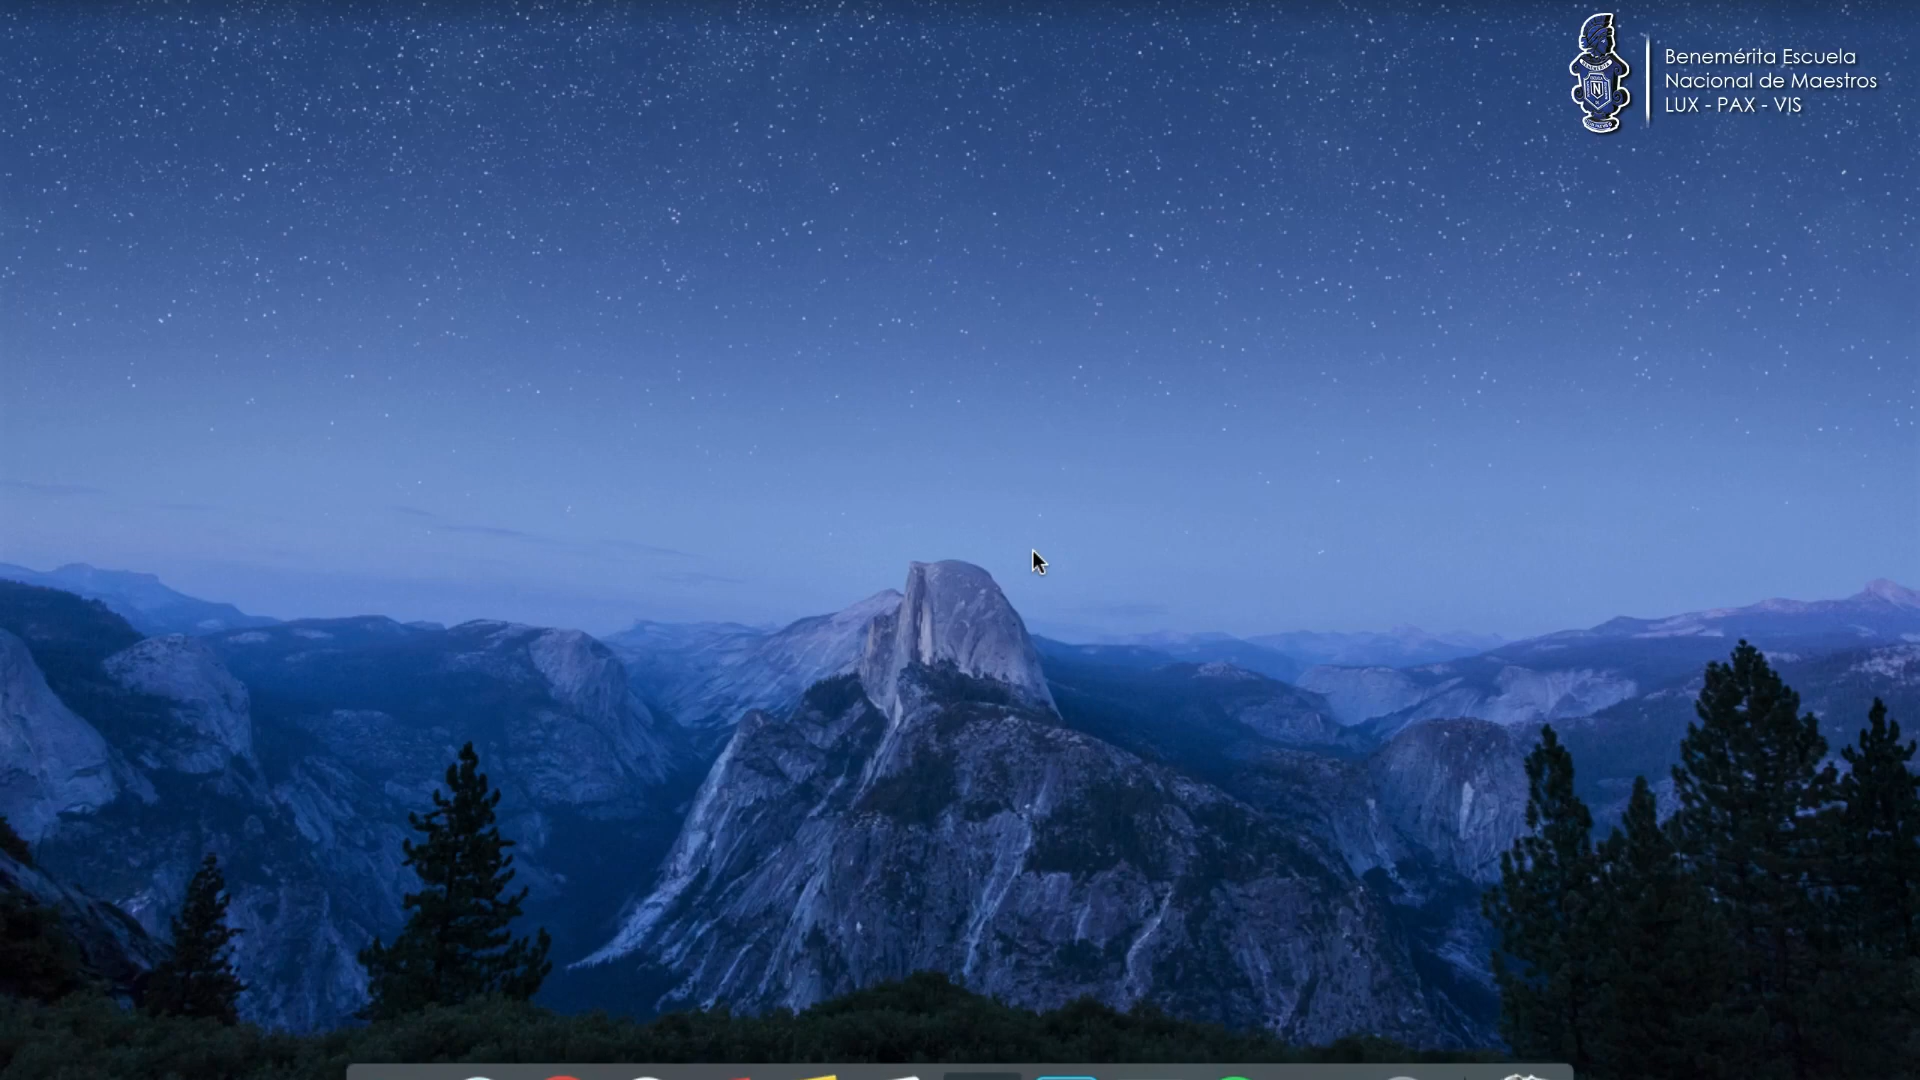 Benemérita Escuela
Nacional de Maestros
LUX - PAX - VIS